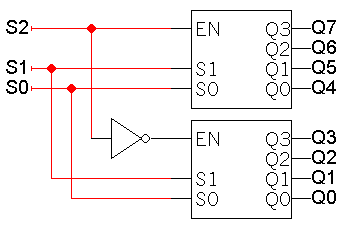 S2 EN Q3 Q7
Q2 Q6
S1 S1 Q1 Q5
S0 S0 Q0 Q4
EN Q3 Q3
Q2 Q2
S1 Q1 Q1
S0 Q0 Q0